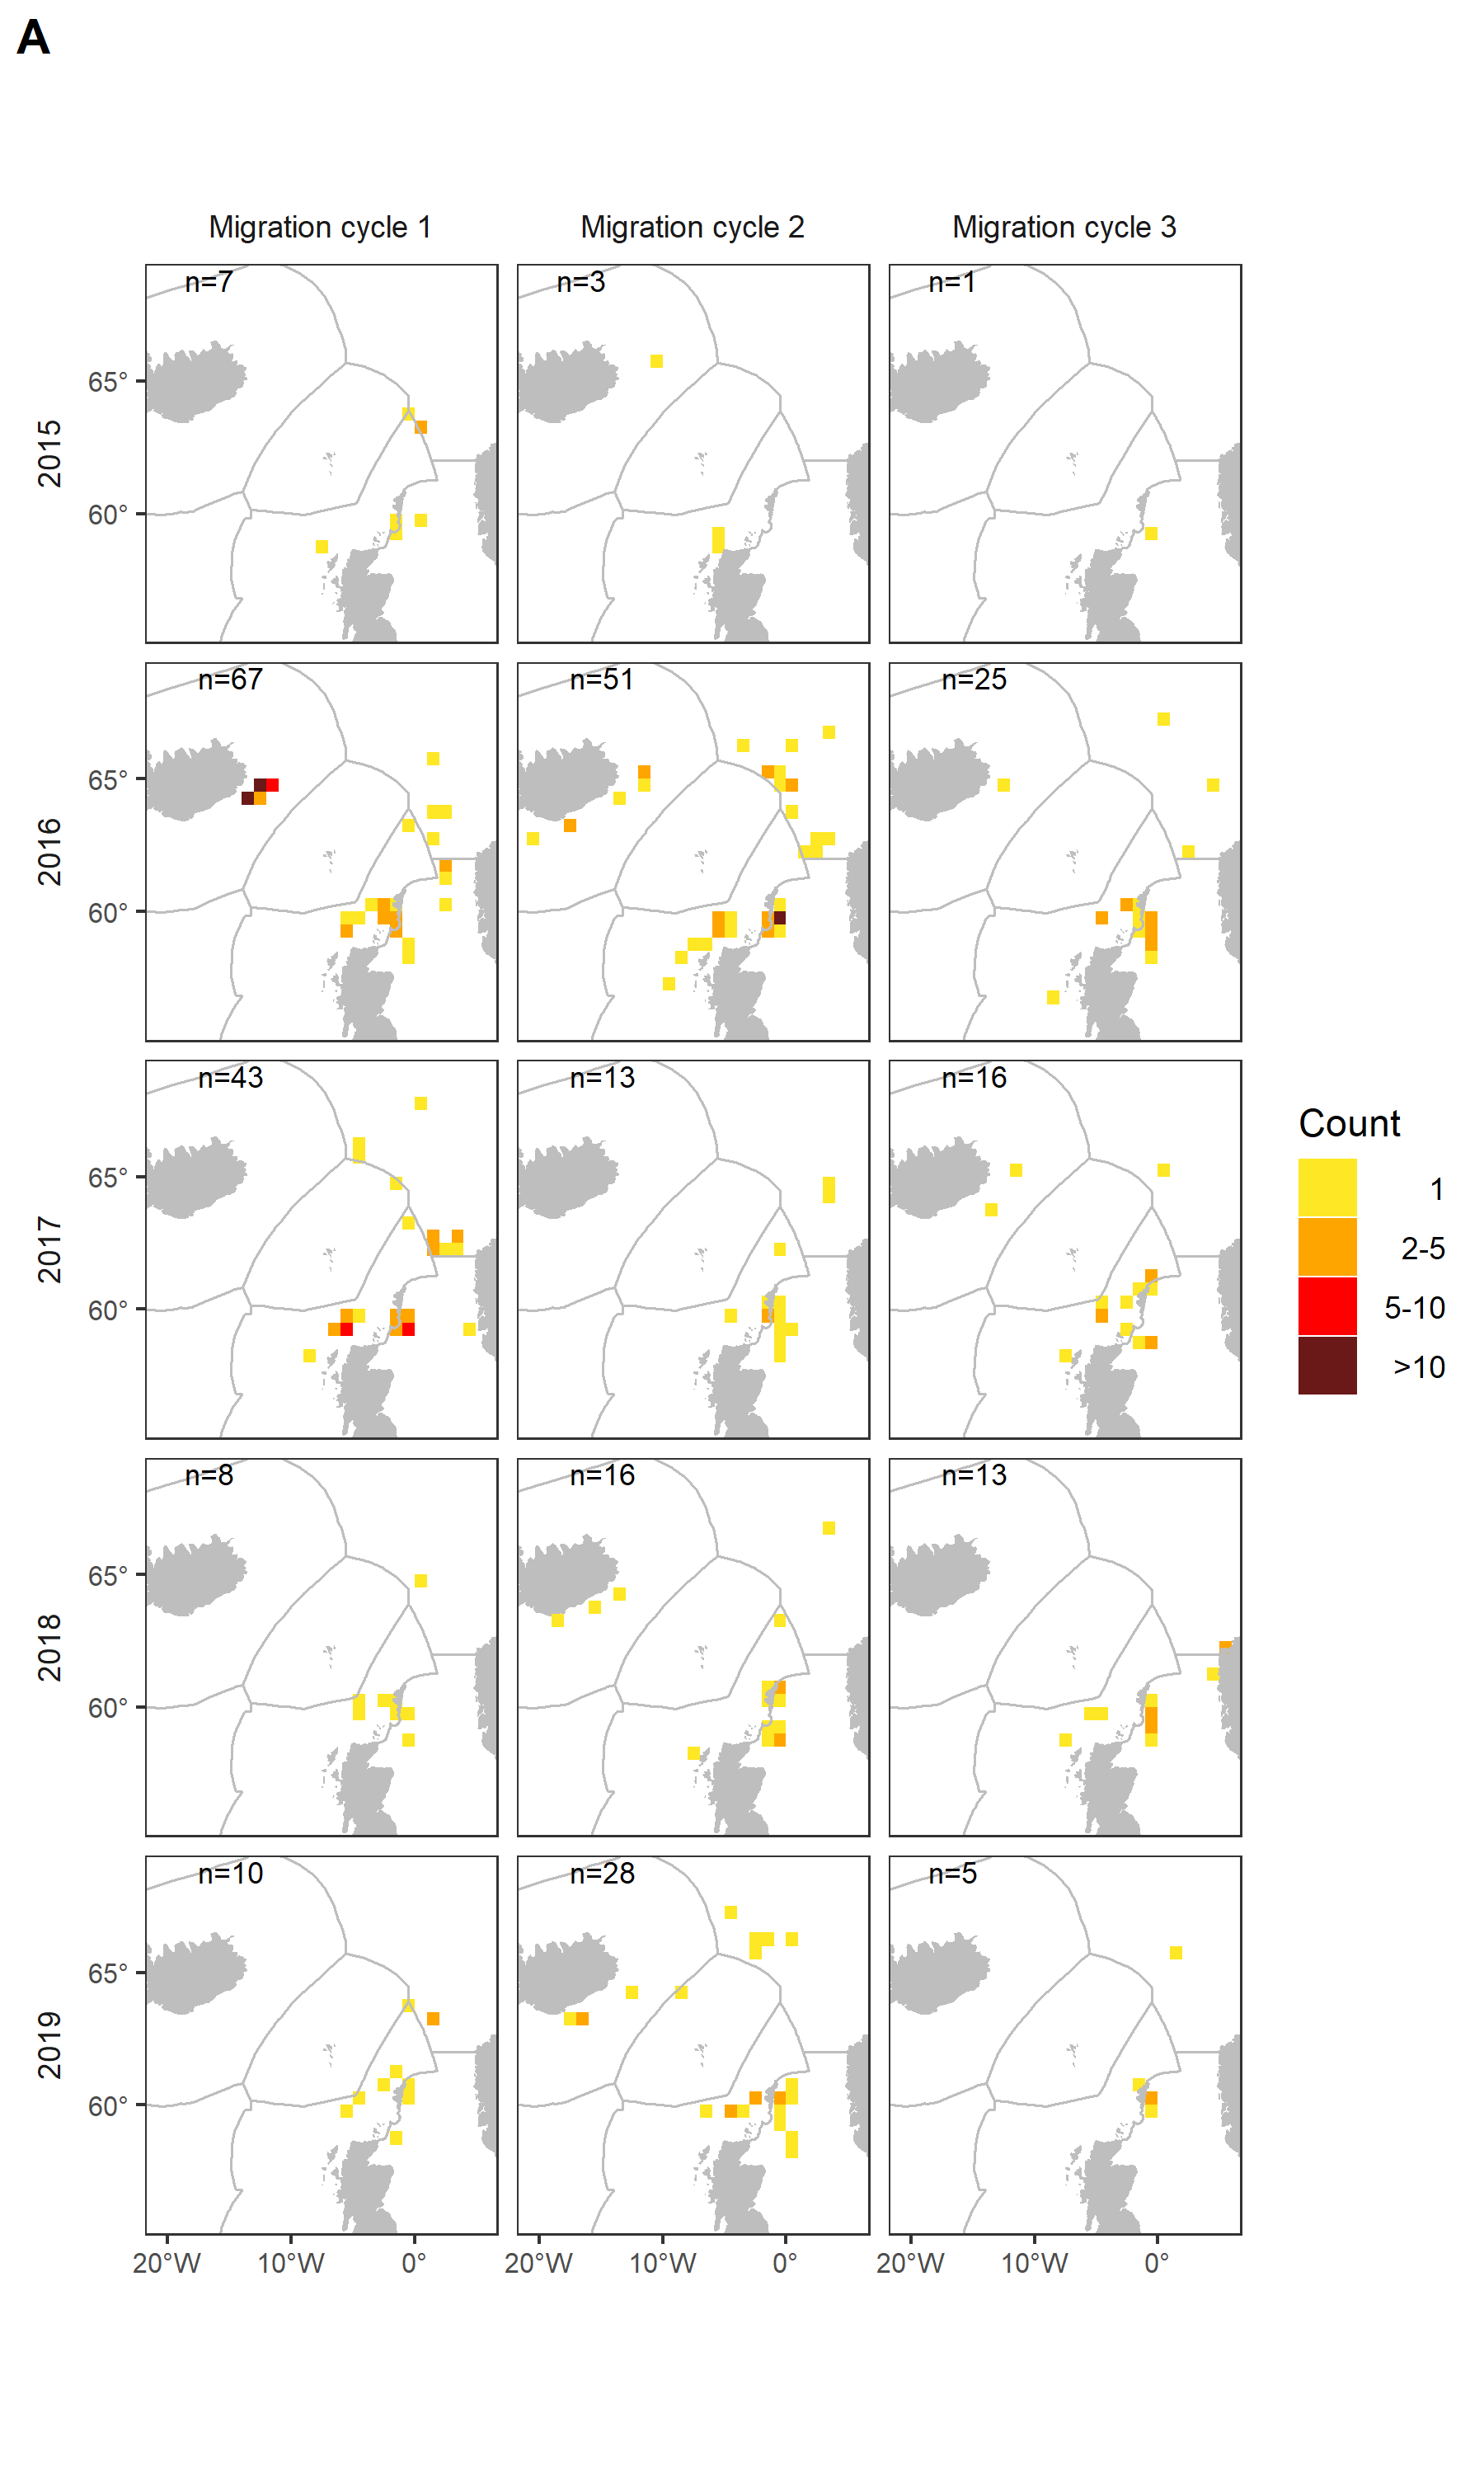 A
Migration cycle 1 Migration cycle 2 Migration cycle 3
n=7 n=3 n=1
65°
2015
60°
n=67 n=51 n=25
65°
2016
60°
n=43 n=13 n=16
65°
2017
60°
Count
1
2-5
5-10
>10
n=8 n=16 n=13
65°
2018
60°
n=10 n=28 n=5
65°
2019
60°
20°W 10°W 0° 20°W 10°W 0° 20°W 10°W 0°